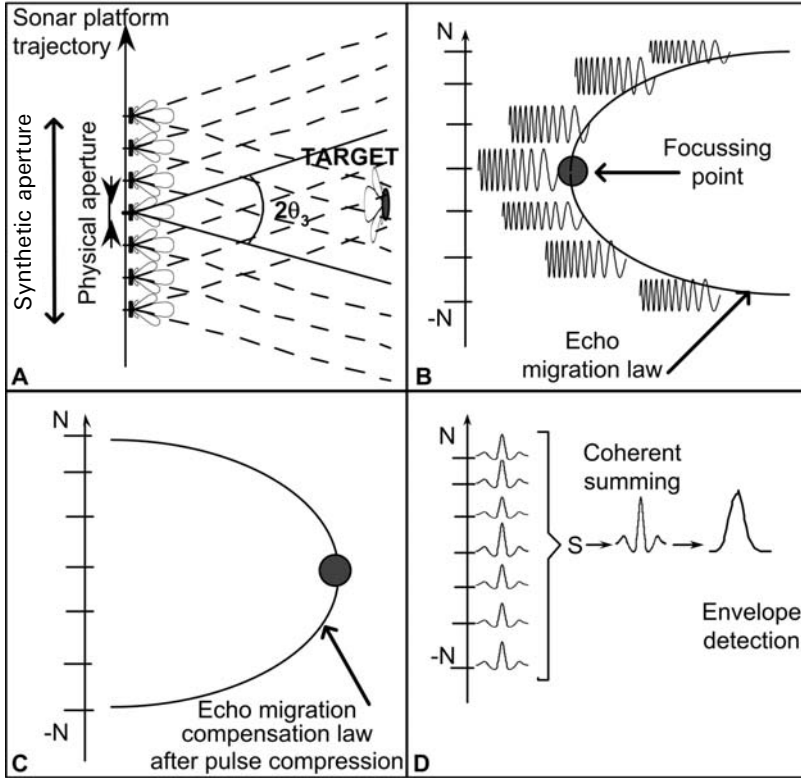 Sonar platform
trajectory
Synthetic aperture
Physical aperture
TARGET
2θ₃
A
N
Focussing
point
-N
Echo
migration law
B
N
-N
Echo migration
compensation law
after pulse compression
C
N
Coherent
summing
S
Envelope
detection
-N
D